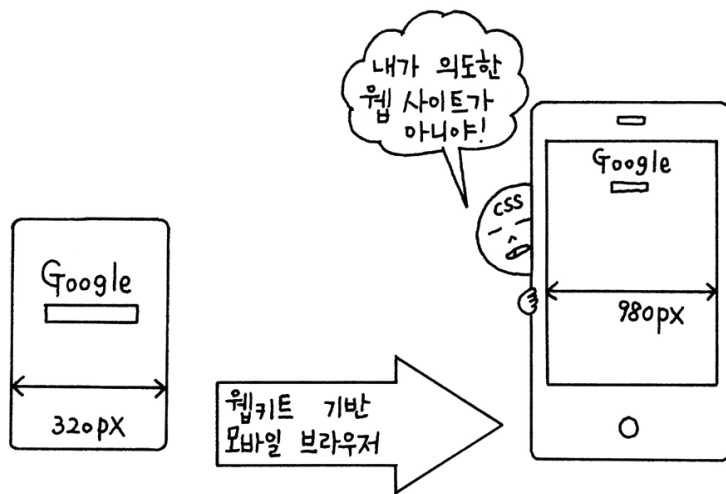 내가 의도한
웹 사이트가
아니야!
Google
CSS
980px
Google
320px
웹키트 기반
모바일 브라우저